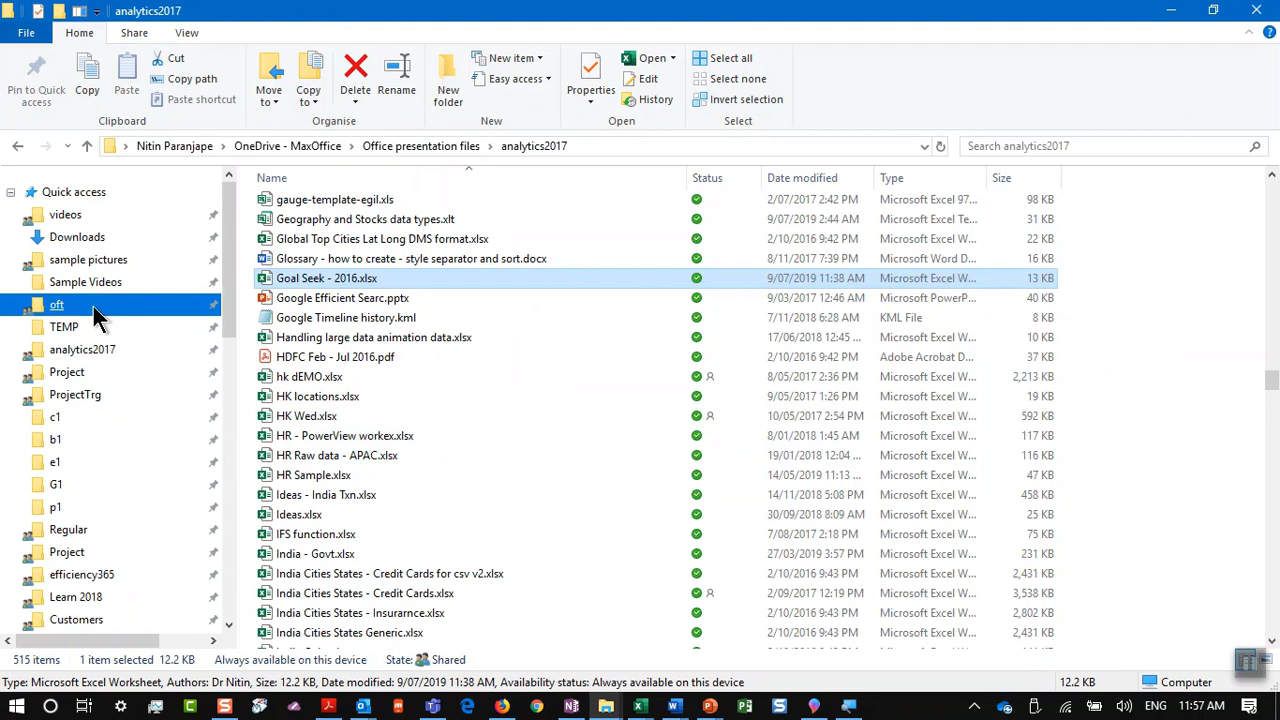 analytics2017
File Home Share View
Pin to Quick access
Copy
Paste
Cut
Copy path
Paste shortcut
Clipboard
Move to
Copy to
Delete
Rename
Organise
New folder
New item
Easy access
New
Properties
Open
Edit
History
Open
Select all
Select none
Invert selection
Select
Nitin Paranjape > OneDrive - MaxOffice > Office presentation files > analytics2017
Search analytics2017
Quick access
videos
Downloads
sample pictures
Sample Videos
oft
TEMP
analytics2017
Project
ProjectTrg
c1
b1
e1
G1
p1
Regular
Project
efficiency365
Learn 2018
Customers
Name Status Date modified Type Size
gauge-template-egil.xls 2/07/2017 2:42 PM Microsoft Excel 97... 98 KB
Geography and Stocks data types.xlt 9/07/2019 2:44 AM Microsoft Excel Te... 31 KB
Global Top Cities Lat Long DMS format.xlsx 2/10/2016 9:42 PM Microsoft Excel W... 22 KB
Glossary - how to create - style separator and sort.docx 8/11/2017 7:39 PM Microsoft Word D... 16 KB
Goal Seek - 2016.xlsx 9/07/2019 11:38 AM Microsoft Excel W... 13 KB
Google Efficient Searc.pptx 9/03/2017 12:46 AM Microsoft PowerP... 40 KB
Google Timeline history.kml 7/11/2018 6:28 AM KML File 8 KB
Handling large data animation data.xlsx 17/06/2018 12:45 ... Microsoft Excel W... 10 KB
HDFC Feb - Jul 2016.pdf 2/10/2016 9:42 PM Adobe Acrobat D... 37 KB
hk dEMO.xlsx 8/05/2017 2:36 PM Microsoft Excel W... 2,213 KB
HK locations.xlsx 9/05/2017 1:26 PM Microsoft Excel W... 19 KB
HK Wed.xlsx 10/05/2017 2:54 PM Microsoft Excel W... 592 KB
HR - PowerView workex.xlsx 8/01/2018 1:45 AM Microsoft Excel W... 117 KB
HR Raw data - APAC.xlsx 19/01/2018 12:04 ... Microsoft Excel W... 116 KB
HR Sample.xlsx 14/05/2019 11:13 ... Microsoft Excel W... 47 KB
Ideas - India Txn.xlsx 14/11/2018 5:08 PM Microsoft Excel W... 458 KB
Ideas.xlsx 30/09/2018 8:09 AM Microsoft Excel W... 25 KB
IFS function.xlsx 7/08/2017 2:18 PM Microsoft Excel W... 75 KB
India - Govt.xlsx 27/03/2019 3:57 PM Microsoft Excel W... 231 KB
India Cities States - Credit Cards for csv v2.xlsx 2/10/2016 9:43 PM Microsoft Excel W... 2,431 KB
India Cities States - Credit Cards.xlsx 2/09/2017 12:19 PM Microsoft Excel W... 3,538 KB
India Cities States - Insurarnce.xlsx 2/10/2016 9:43 PM Microsoft Excel W... 2,802 KB
India Cities States Generic.xlsx 2/10/2016 9:43 PM Microsoft Excel W... 2,431 KB
515 items 1 item selected 12.2 KB Always available on this device State: Shared
Type: Microsoft Excel Worksheet, Authors: Dr Nitin, Size: 12.2 KB, Date modified: 9/07/2019 11:38 AM, Availability status: Always available on this device 12.2 KB Computer
ENG 11:57 AM